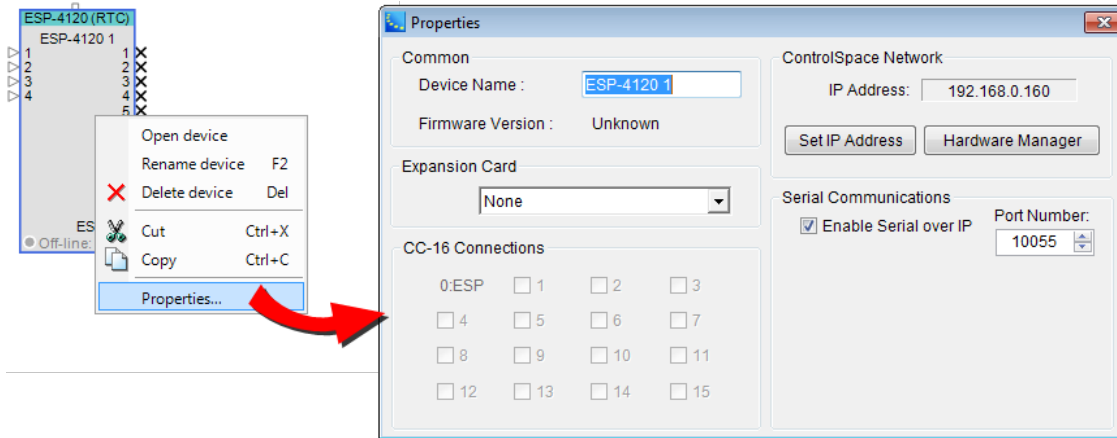 ESP-4120 (RTC)
ESP-4120 1
1 1
2 2
3 3
4 4
5
Open device
Rename device F2
Delete device Del
Cut Ctrl+X
Copy Ctrl+C
Properties...
ES
Off-line:
Properties
Common
Device Name : ESP-4120 1
Firmware Version : Unknown
Expansion Card
None
CC-16 Connections
0:ESP 1 2 3
4 5 6 7
8 9 10 11
12 13 14 15
ControlSpace Network
IP Address: 192.168.0.160
Set IP Address Hardware Manager
Serial Communications
Enable Serial over IP Port Number:
10055